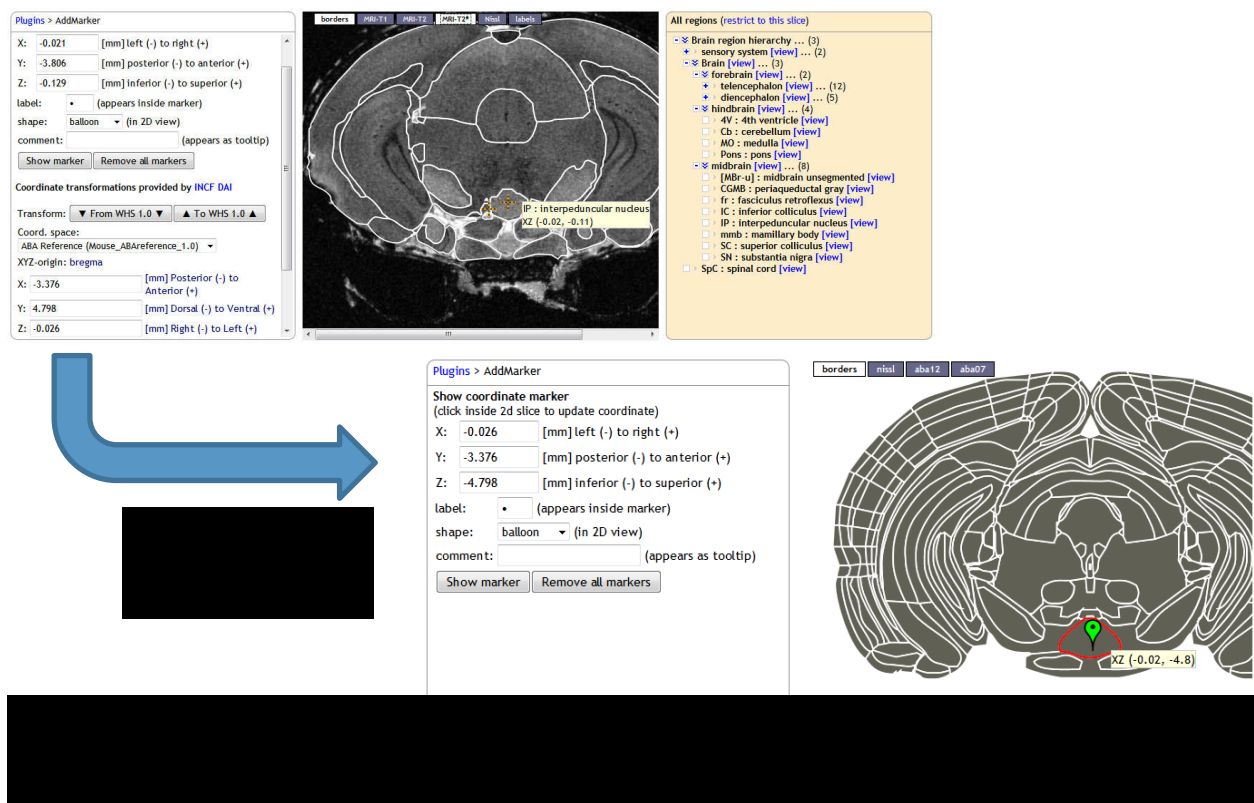 Plugins > AddMarker
X: -0.021 [mm] left (-) to right (+)
Y: -3.806 [mm] posterior (-) to anterior (+)
Z: -0.129 [mm] inferior (-) to superior (+)
label: • (appears inside marker)
shape: balloon (in 2D view)
comment: (appears as tooltip)
Show marker Remove all markers
Coordinate transformations provided by INCF DAI
Transform: ▼ From WHS 1.0 ▼ ▲ To WHS 1.0 ▲
Coord. space:
ABA Reference (Mouse_ABAreference_1.0)
XYZ-origin: bregma
X: -3.376 [mm] Posterior (-) to
Anterior (+)
Y: 4.798 [mm] Dorsal (-) to Ventral (+)
Z: -0.026 [mm] Right (-) to Left (+)
borders MRI-T1 MRI-T2 MRI-T2* Nissl labels
IP : interpeduncular nucleus
XZ (-0.02, -0.11)
All regions (restrict to this slice)
Brain region hierarchy ... (3)
sensory system [view] ... (2)
Brain [view] ... (3)
forebrain [view] ... (2)
telencephalon [view] ... (12)
diencephalon [view] ... (5)
hindbrain [view] ... (4)
4V : 4th ventricle [view]
Cb : cerebellum [view]
MO : medulla [view]
Pons : pons [view]
midbrain [view] ... (8)
[MBr-u] : midbrain unsegmented [view]
CGMB : periaqueductal gray [view]
fr : fasciculus retroflexus [view]
IC : inferior colliculus [view]
IP : interpeduncular nucleus [view]
mmb : mamillary body [view]
SC : superior colliculus [view]
SN : substantia nigra [view]
SpC : spinal cord [view]
Plugins > AddMarker
Show coordinate marker
(click inside 2d slice to update coordinate)
X: -0.026 [mm] left (-) to right (+)
Y: -3.376 [mm] posterior (-) to anterior (+)
Z: -4.798 [mm] inferior (-) to superior (+)
label: • (appears inside marker)
shape: balloon (in 2D view)
comment: (appears as tooltip)
Show marker Remove all markers
borders nissl aba12 aba07
XZ (-0.02, -4.8)